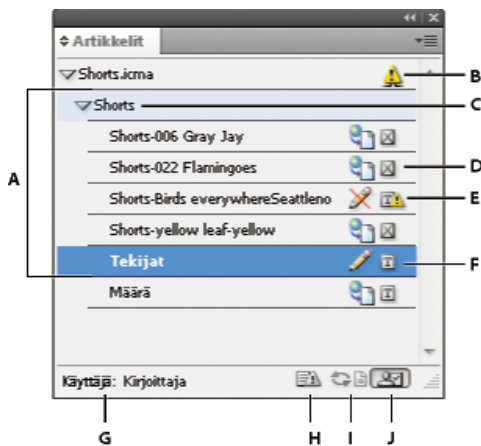 Artikkelit
Shorts.icma
B
Shorts
C
A
Shorts-006 Gray Jay
Shorts-022 Flamingoes
D
Shorts-Birds everywhereSeattleno
E
Shorts-yellow leaf-yellow
Tekijat
F
Määrä
Käyttäjä: Kirjoittaja
G
H
I
J